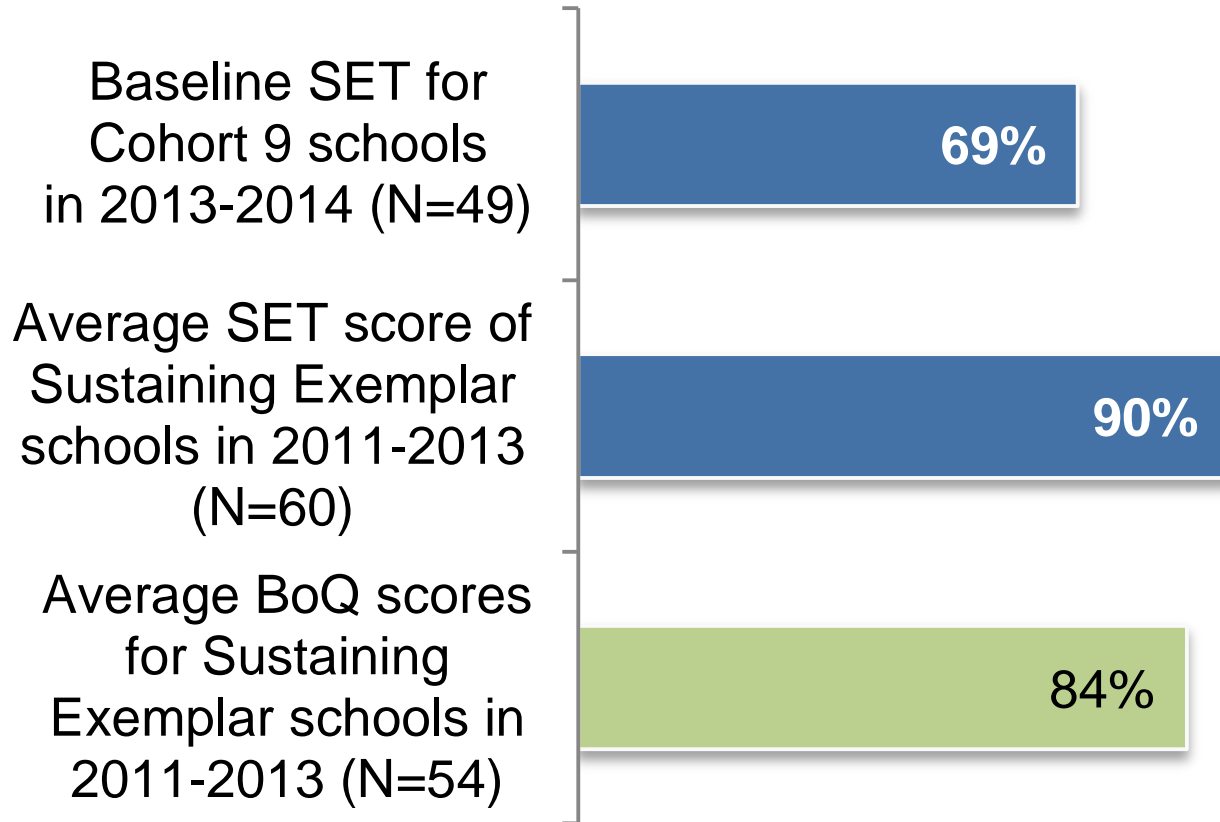 Baseline SET for
Cohort 9 schools
in 2013-2014 (N=49)
69%
Average SET score of
Sustaining Exemplar
schools in 2011-2013
(N=60)
90%
Average BoQ scores
for Sustaining
Exemplar schools in
2011-2013 (N=54)
84%